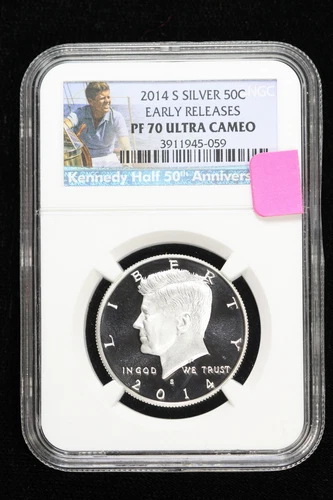 2014 S SILVER 50C
EARLY RELEASES
PF 70 ULTRA CAMEO
3911945-059
NGC
Kennedy Half 50th
LIBERTY
IN GOD WE TRUST
S
2014